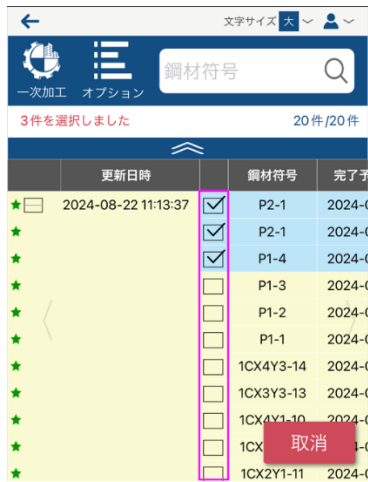 文字サイズ 大
一次加工 オプション 鋼材符号
3件を選択しました 20件/20件
更新日時 鋼材符号 完了予
2024-08-22 11:13:37 P2-1 2024-0
P2-1 2024-0
P1-4 2024-0
P1-3 2024-0
P1-2 2024-0
P1-1 2024-0
1CX4Y3-14 2024-0
1CX3Y3-13 2024-0
1CX4Y1-10 2024-0
1CX
取消
1CX2Y1-11 2024-0